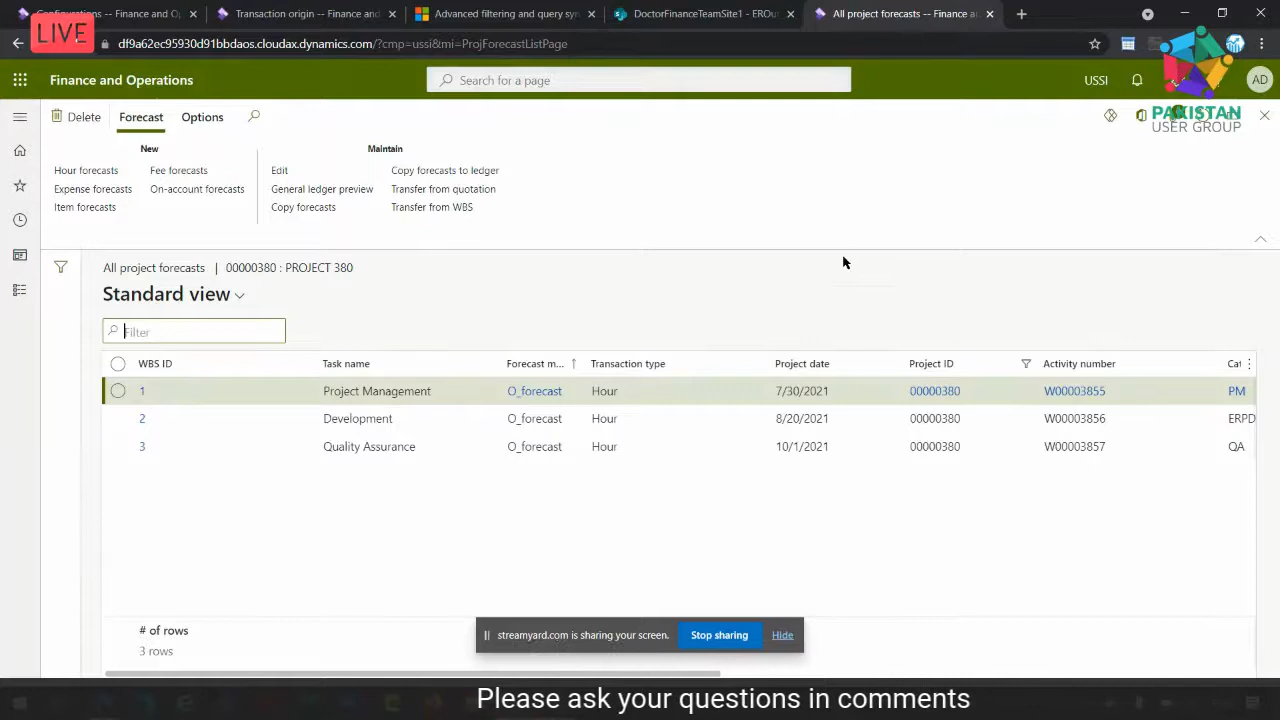 Configurations -- Finance and Op
Transaction origin -- Finance and
Advanced filtering and query syn
DoctorFinanceTeamSite1 - EROut
All project forecasts -- Finance a
LIVE
df9a62ec95930d91bbdaos.cloudax.dynamics.com/?cmp=ussi&mi=ProjForecastListPage
Finance and Operations
Search for a page
USSI
AD
PAKISTAN
USER GROUP
Delete
Forecast
Options
New
Maintain
Hour forecasts
Fee forecasts
Edit
Copy forecasts to ledger
Expense forecasts
On-account forecasts
General ledger preview
Transfer from quotation
Item forecasts
Copy forecasts
Transfer from WBS
All project forecasts | 00000380 : PROJECT 380
Standard view
Filter
WBS ID Task name Forecast m... Transaction type Project date Project ID Activity number Cat
1 Project Management O_forecast Hour 7/30/2021 00000380 W00003855 PM
2 Development O_forecast Hour 8/20/2021 00000380 W00003856 ERPD
3 Quality Assurance O_forecast Hour 10/1/2021 00000380 W00003857 QA
# of rows
3 rows
streamyard.com is sharing your screen.
Stop sharing
Hide
Please ask your questions in comments